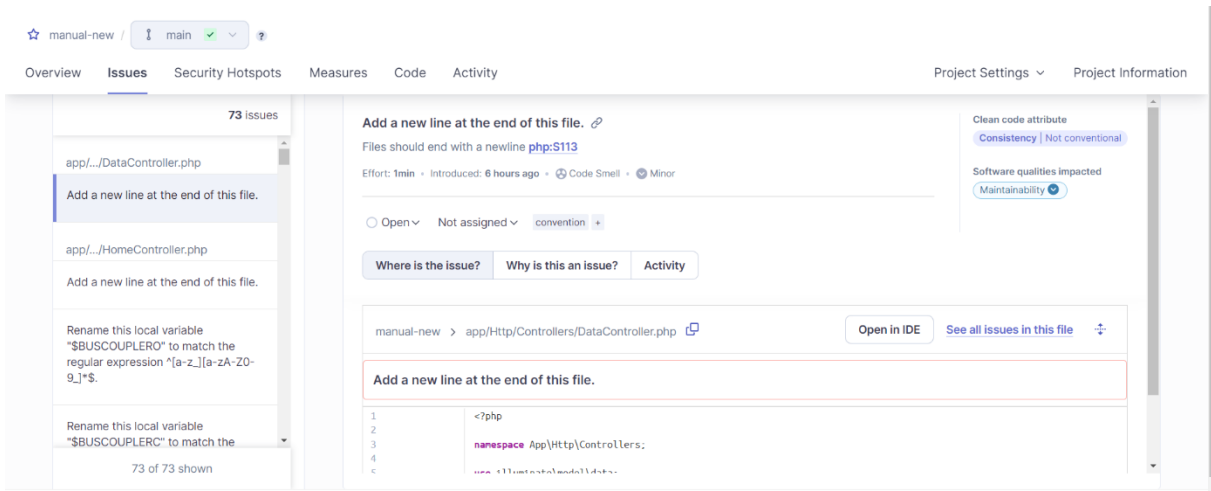 manual-new / main ?
Overview Issues Security Hotspots Measures Code Activity Project Settings Project Information
73 issues
app/.../DataController.php
Add a new line at the end of this file.
app/.../HomeController.php
Add a new line at the end of this file.
Rename this local variable
"$BUSCOUPLERO" to match the
regular expression ^[a-z_][a-zA-Z0-
9_]*$.
Rename this local variable
"$BUSCOUPLERC" to match the
73 of 73 shown
Add a new line at the end of this file.
Files should end with a newline php:S113
Effort: 1min • Introduced: 6 hours ago • Code Smell • Minor
Open Not assigned convention +
Clean code attribute
Consistency | Not conventional
Software qualities impacted
Maintainability
Where is the issue? Why is this an issue? Activity
manual-new > app/Http/Controllers/DataController.php Open in IDE See all issues in this file
Add a new line at the end of this file.
1 <?php
2
3 namespace App\Http\Controllers;
4
5 use illuminate\model\data;